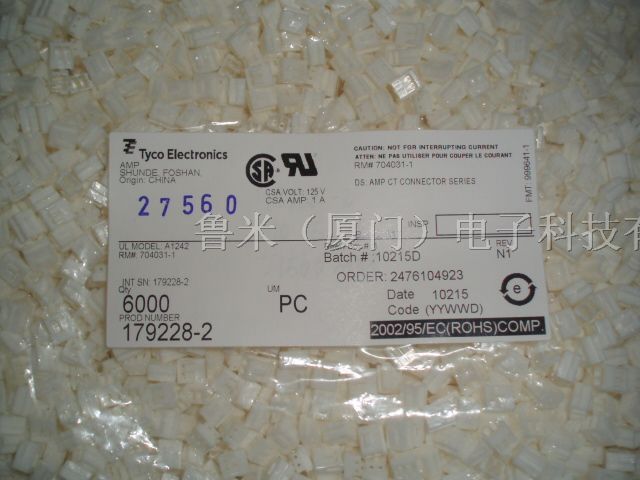 Tyco Electronics
AMP
SHUNDE, FOSHAN,
Origin: CHINA
27560
CSA VOLT: 125 V
CSA AMP: 1 A
CAUTION: NOT FOR INTERRUPTING CURRENT
ATTEN: NE PAS UTILISER POUR COUPER LE COURANT
RM# 704031-1
DS: AMP CT CONNECTOR SERIES
FMT: 999641-1
INSP
鲁米（厦门）电子科技有
UL MODEL: A1242
RM#: 704031-1
Batch #: 10215D
REV
N1
INT SN: 179228-2
ORDER: 2476104923
Qty
6000
UM
PC
Date 10215
Code (YYWWD)
e
PROD NUMBER
179228-2
2002/95/EC(ROHS)COMP.